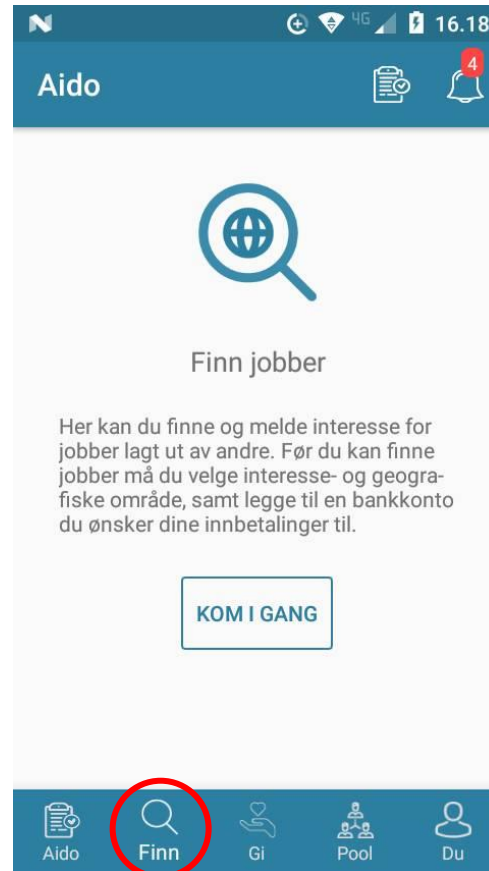 4G 16.18
Aido 4
Finn jobber
Her kan du finne og melde interesse for
jobber lagt ut av andre. Før du kan finne
jobber må du velge interesse- og geogra-
fiske område, samt legge til en bankkonto
du ønsker dine innbetalinger til.
KOM I GANG
Aido Finn Gi Pool Du